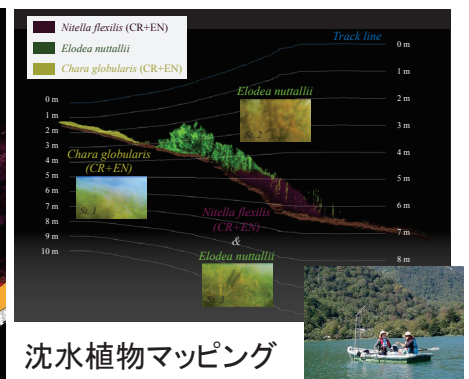 Nitella flexilis (CR+EN)
Elodea nuttallii
Chara globularis (CR+EN)
Track line
0 m
1 m
2 m
3 m
4 m
5 m
6 m
7 m
8 m
0 m
1 m
2 m
3 m
4 m
5 m
6 m
7 m
8 m
9 m
10 m
Elodea nuttallii
St. 2
Chara globularis
(CR+EN)
St. 1
Nitella flexilis
(CR+EN)
&
Elodea nuttallii
St. 3
沈水植物マッピング